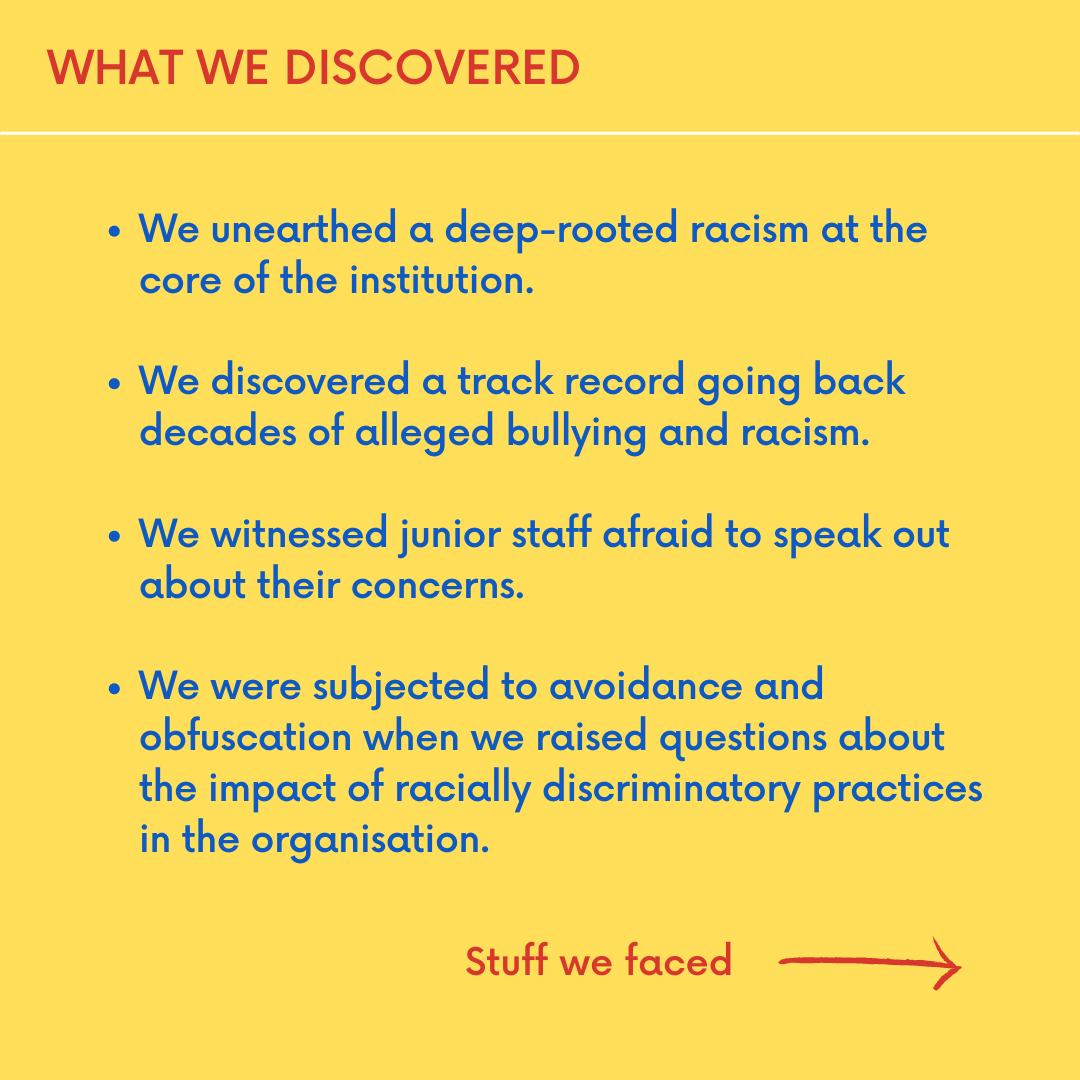 WHAT WE DISCOVERED
• We unearthed a deep-rooted racism at the
core of the institution.
• We discovered a track record going back
decades of alleged bullying and racism.
• We witnessed junior staff afraid to speak out
about their concerns.
• We were subjected to avoidance and
obfuscation when we raised questions about
the impact of racially discriminatory practices
in the organisation.
Stuff we faced